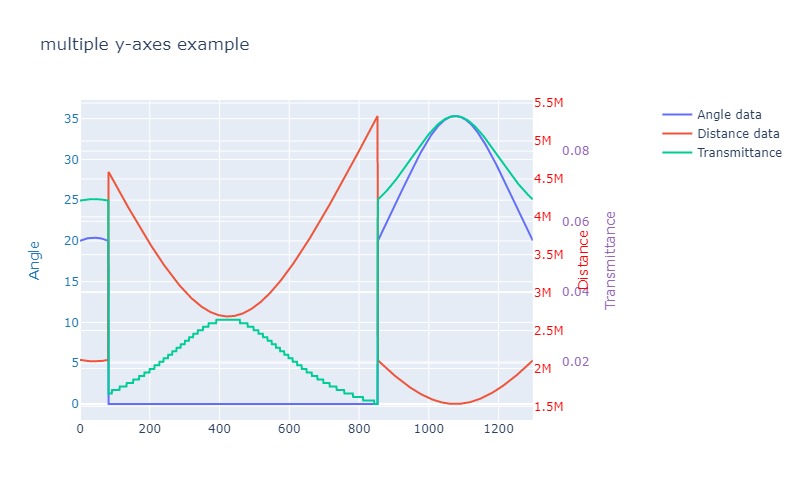 multiple y-axes example
Angle
35
30
25
20
15
10
5
0
0
200
400
600
800
1000
1200
5.5M
5M
4.5M
4M
3.5M
3M
2.5M
2M
1.5M
Distance
0.08
0.06
0.04
0.02
Transmittance
Angle data
Distance data
Transmittance